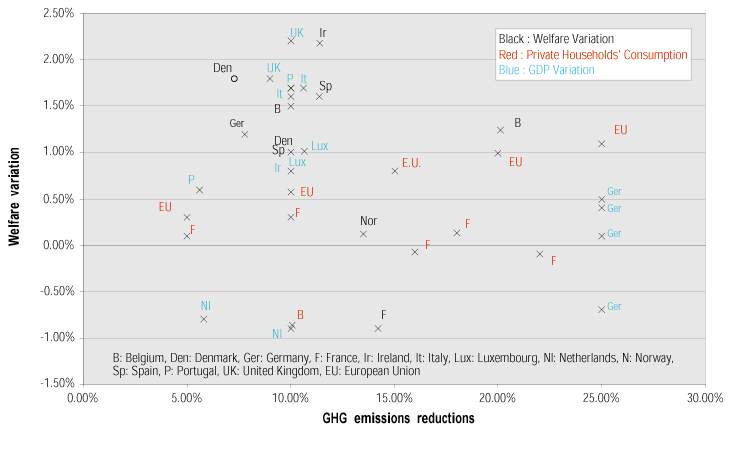 2.50%
UK
Ir
Black : Welfare Variation
Red : Private Households' Consumption
Blue : GDP Variation
2.00%
Den
UK
P
It
Sp
It
1.50%
B
Ger
B
EU
Den
Lux
1.00%
Sp
Lux
Ir
E.U.
EU
P
EU
Ger
0.50%
EU
F
Ger
Nor
F
F
Ger
F
0.00%
F
-0.50%
Nl
B
F
Ger
Nl
-1.00%
B: Belgium, Den: Denmark, Ger: Germany, F: France, Ir: Ireland, It: Italy, Lux: Luxembourg, Nl: Netherlands, N: Norway,
Sp: Spain, P: Portugal, UK: United Kingdom, EU: European Union
-1.50%
0.00% 5.00% 10.00% 15.00% 20.00% 25.00% 30.00%
GHG emissions reductions
Welfare variation